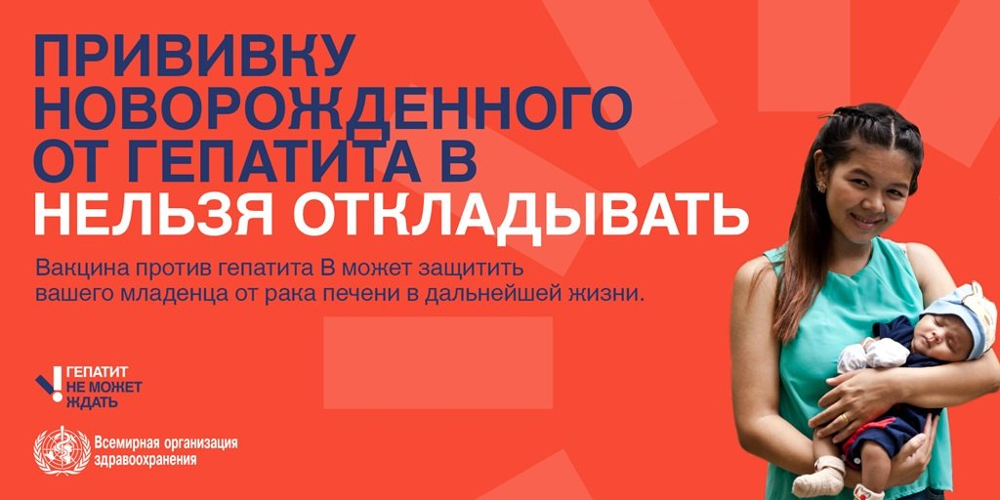 ПРИВИВКУ
НОВОРОЖДЕННОГО
ОТ ГЕПАТИТА В
НЕЛЬЗЯ ОТКЛАДЫВАТЬ
Вакцина против гепатита В может защитить
вашего младенца от рака печени в дальнейшей жизни.
ГЕПАТИТ
НЕ МОЖЕТ
ЖДАТЬ
Всемирная организация
здравоохранения